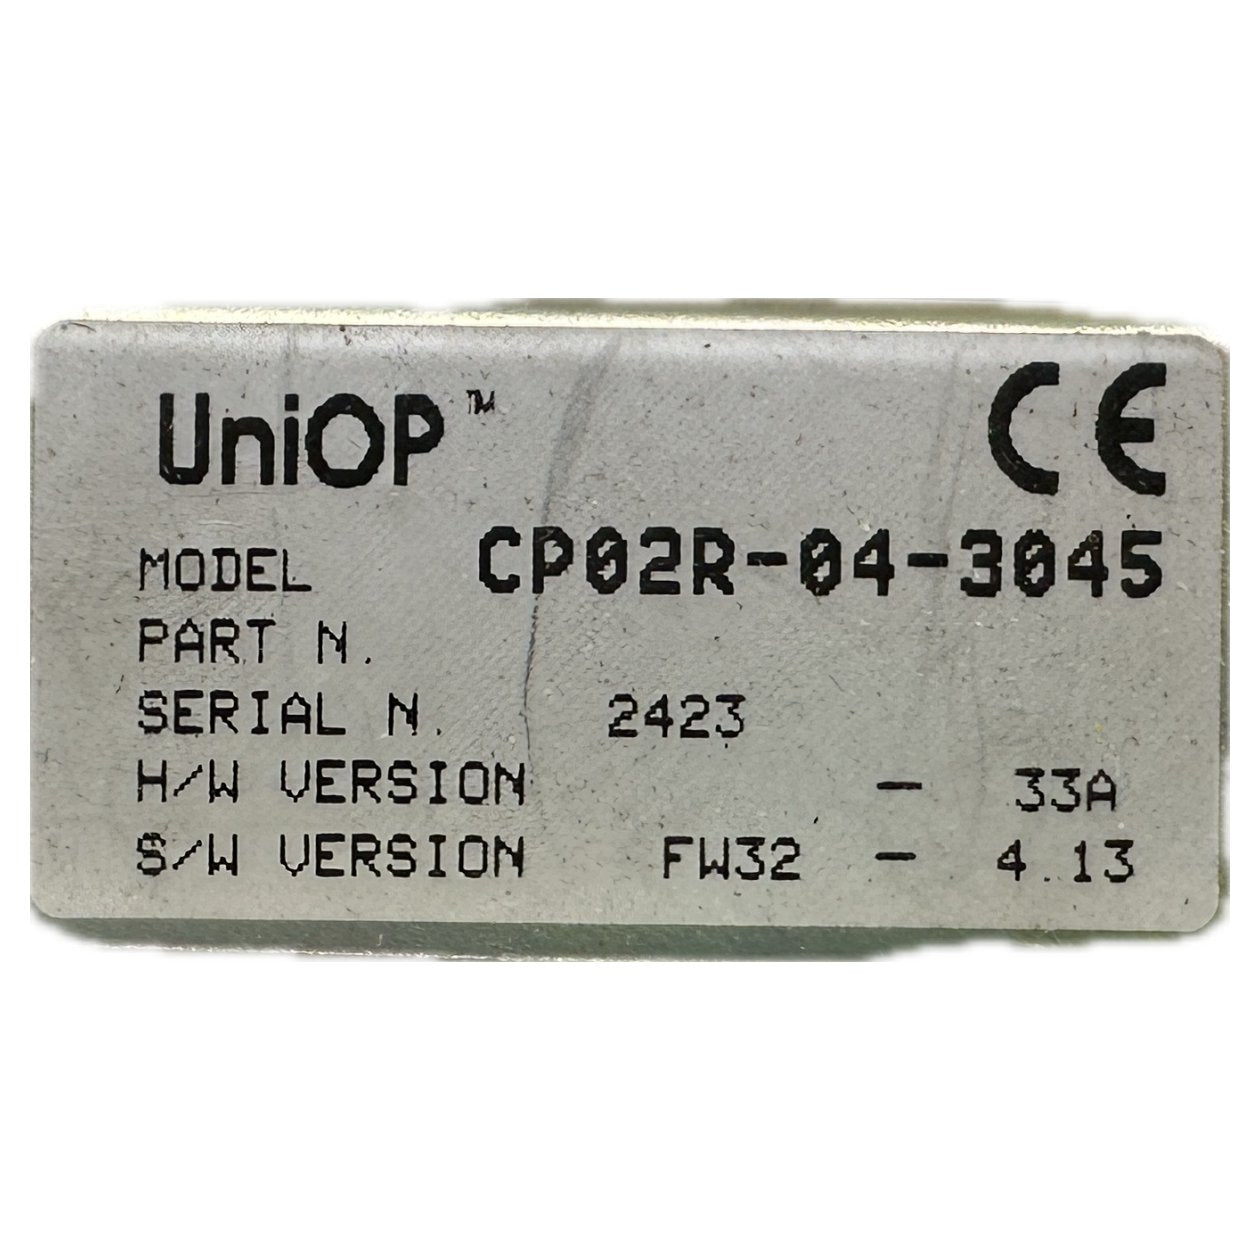 UniOP™ CE
MODEL CP02R-04-3045
PART N.
SERIAL N. 2423
H/W VERSION - 33A
S/W VERSION FW32 - 4.13